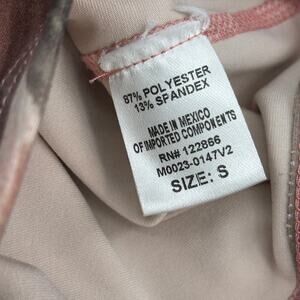 87% POLYESTER
13% SPANDEX
MADE IN MEXICO
OF IMPORTED COMPONENTS
RN# 122866
M0023-0147V2
SIZE: S